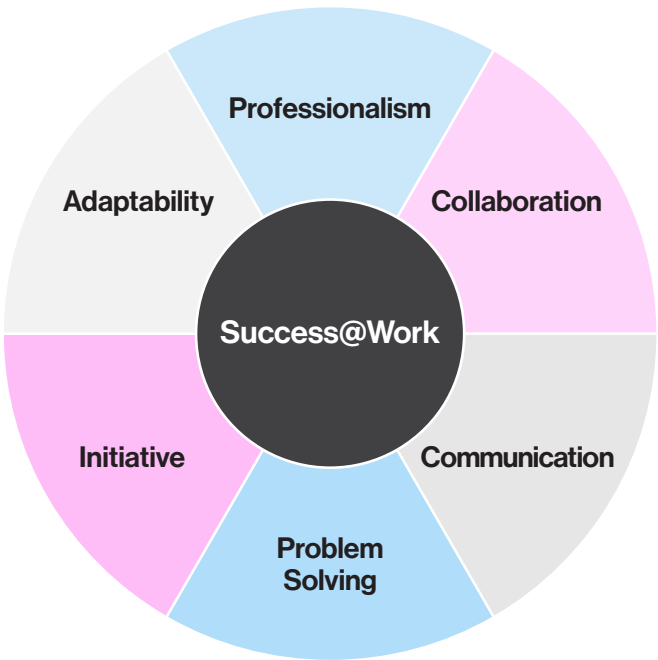 Professionalism
Adaptability
Collaboration
Success@Work
Initiative
Communication
Problem
Solving